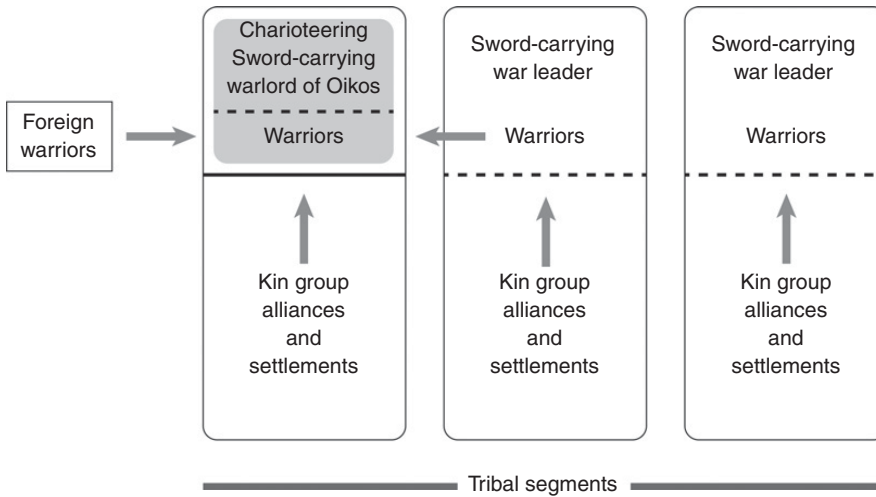 Foreign
warriors
Charioteering
Sword-carrying
warlord of Oikos
Warriors
Kin group
alliances
and
settlements
Sword-carrying
war leader
Warriors
Kin group
alliances
and
settlements
Sword-carrying
war leader
Warriors
Kin group
alliances
and
settlements
Tribal segments